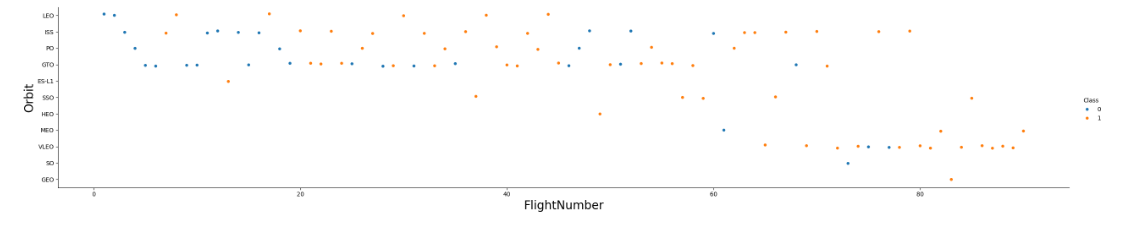 LEO
ISS
PO
GTO
ES-L1
SSO
HEO
MEO
VLEO
SO
GEO
Orbit
0 20 40 60 80
FlightNumber
Class
0
1